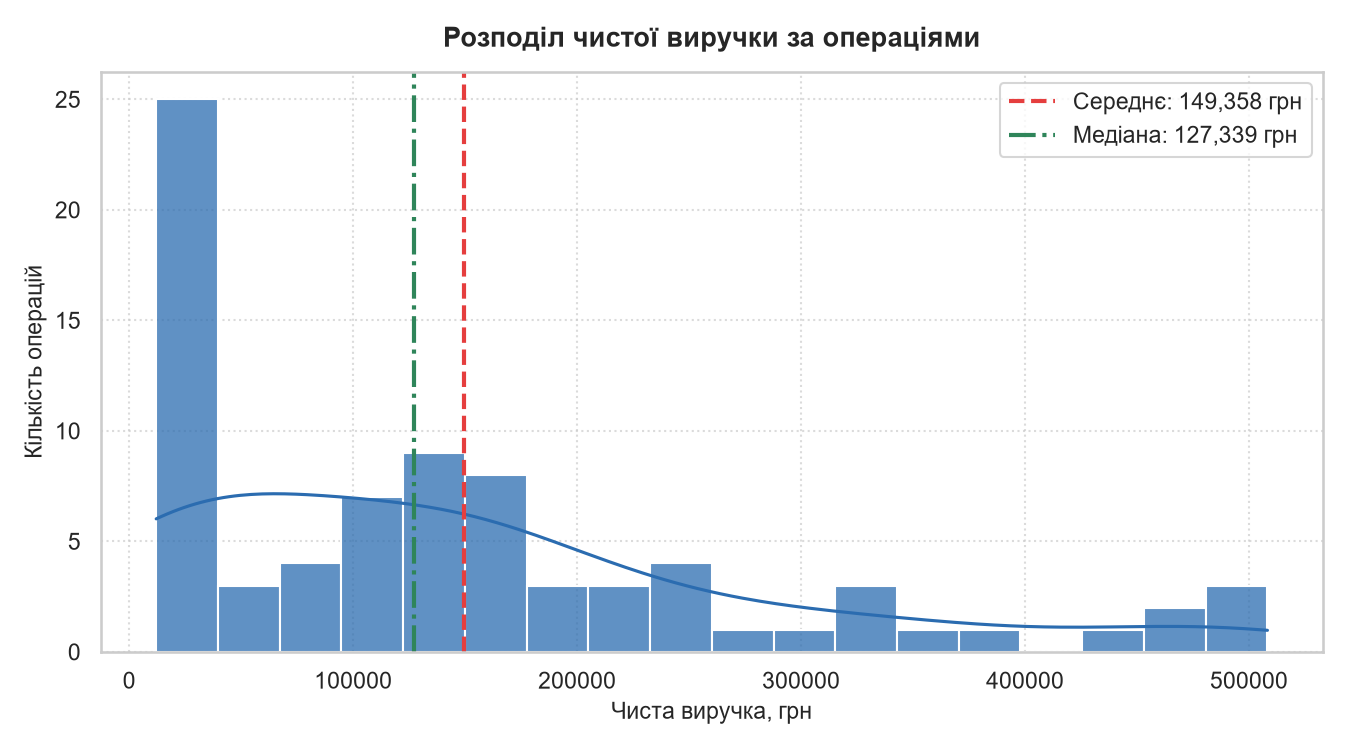 Розподіл чистої виручки за операціями
Середнє: 149,358 грн
Медіана: 127,339 грн
Кількість операцій
25
20
15
10
5
0
0 100000 200000 300000 400000 500000
Чиста виручка, грн